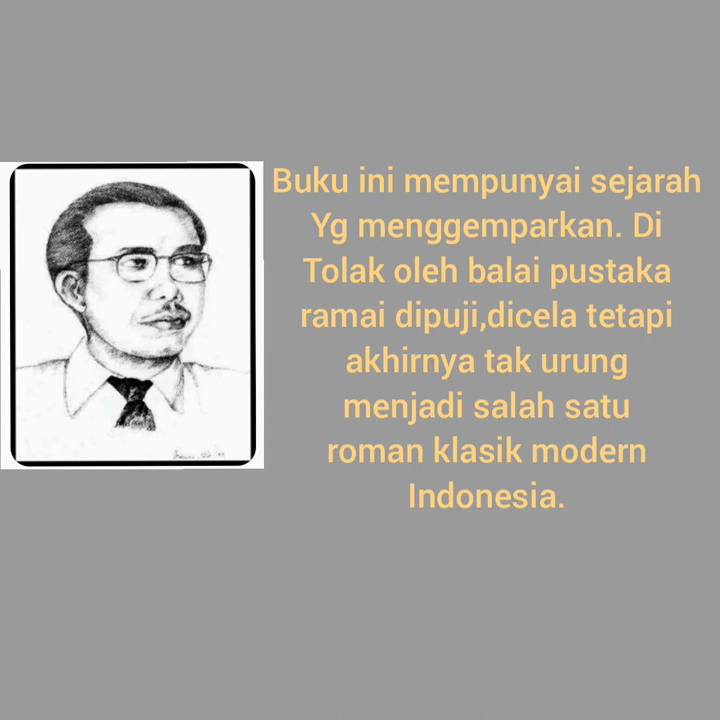 Buku ini mempunyai sejarah
Yg menggemparkan. Di
Tolak oleh balai pustaka
ramai dipuji,dicela tetapi
akhirnya tak urung
menjadi salah satu
roman klasik modern
Indonesia.